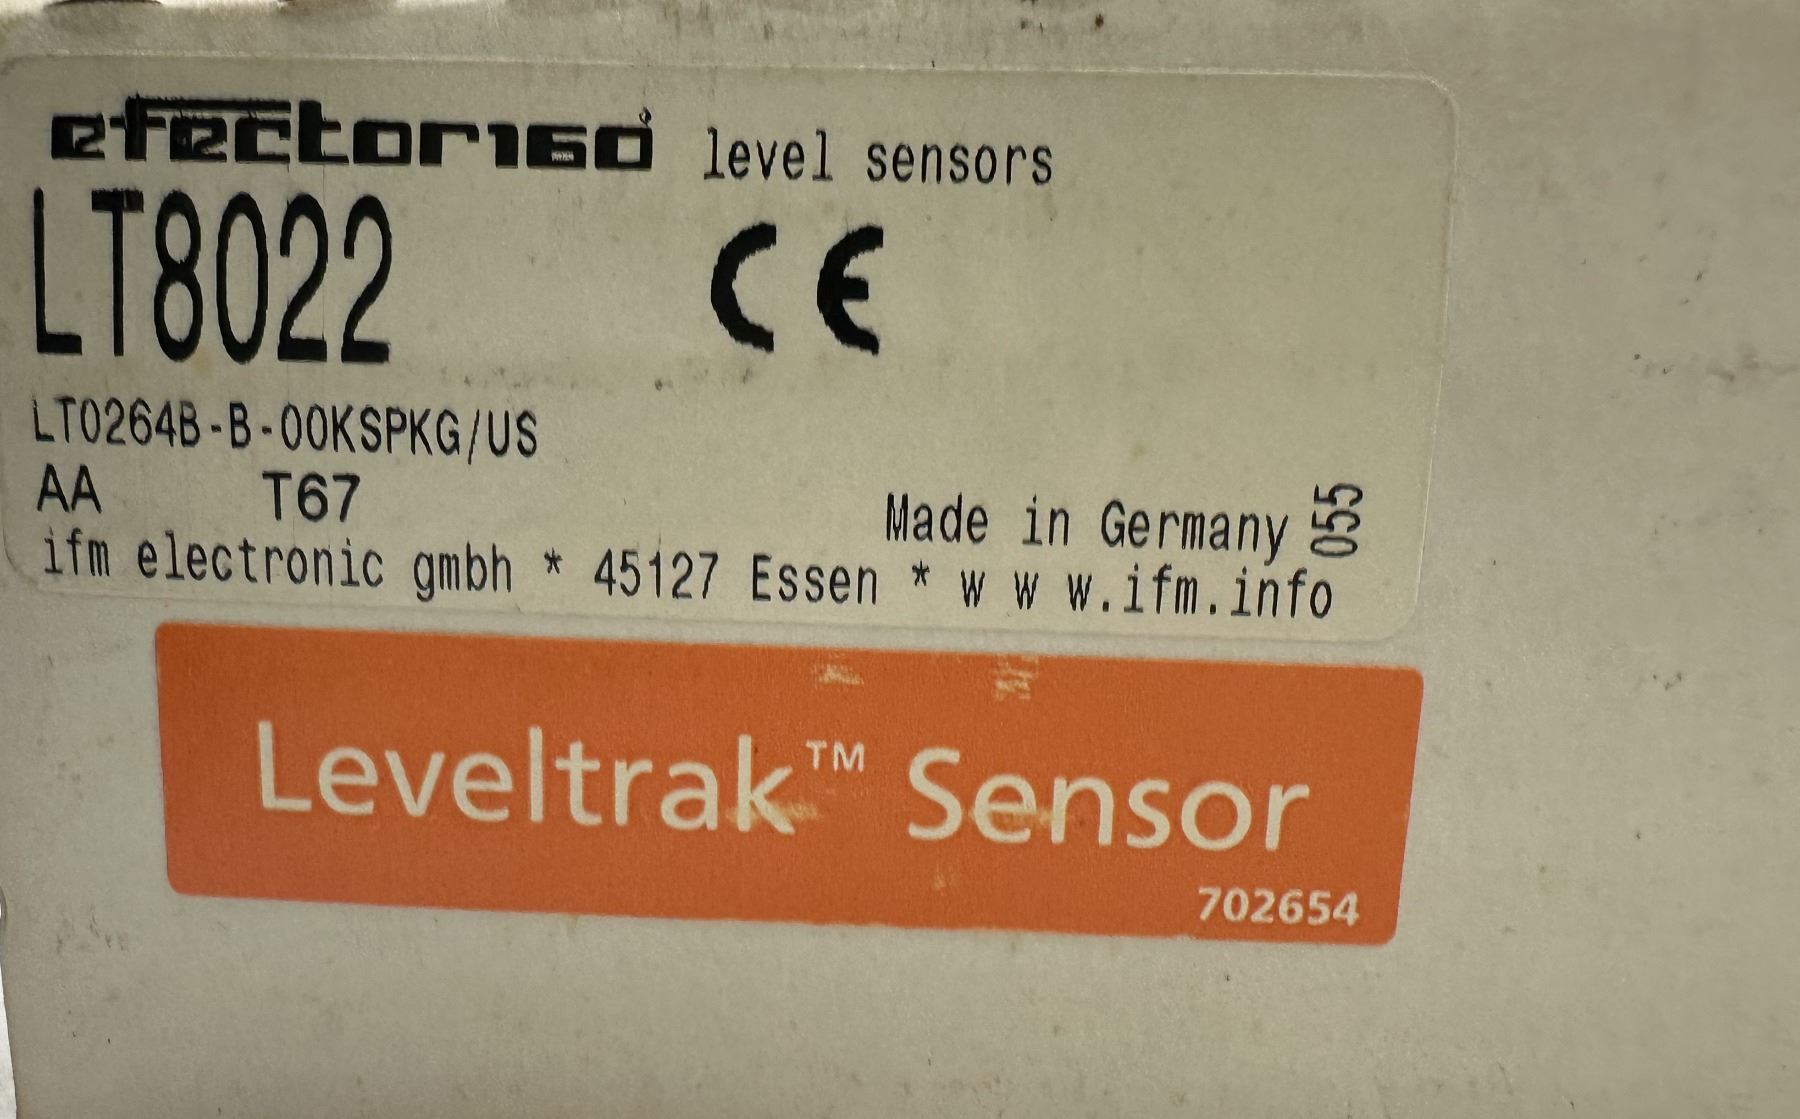 efector160 level sensors
LT8022 CE
LT0264B-B-00KSPKG/US
AA T67
Made in Germany 055
ifm electronic gmbh * 45127 Essen * w w w.ifm.info
Leveltrak™ Sensor
702654